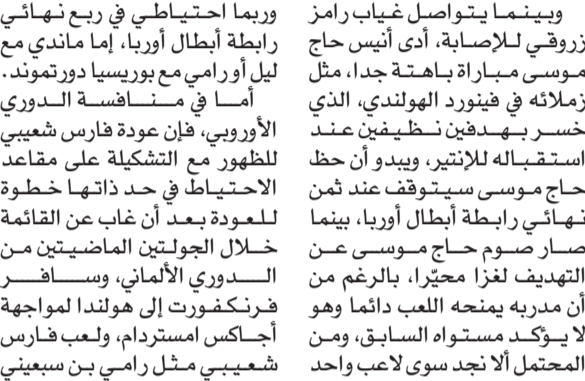 وبينما يتواصل غياب رامز
زروقي للإصابة، أدى أنيس حاج
موسى مباراة باهتة جدا، مثل
زملائه في فينورد الهولندي، الذي
خسر بهدفين نظيفين عند
استقباله للإنتير، ويبدو أن حظ
حاج موسى سيتوقف عند ثمن
نهائي رابطة أبطال أوربا، بينما
صار صوم حاج موسى عن
التهديف لغزا محيّرا، بالرغم من
أن مدربه يمنحه اللعب دائما وهو
لا يؤكد مستواه السابق، ومن
المحتمل ألا نجد سوى لاعب واحد
وربما احتياطي في ربع نهائي
رابطة أبطال أوربا، إما ماندي مع
ليل أو رامي مع بوريسيا دورتموند.
أما في منافسة الدوري
الأوروبي، فإن عودة فارس شعيبي
للظهور مع التشكيلة على مقاعد
الاحتياط في حد ذاتها خطوة
للعودة بعد أن غاب عن القائمة
خلال الجولتين الماضيتين من
الدوري الألماني، وسافر
فرنكفورت إلى هولندا لمواجهة
أجاكس امستردام، ولعب فارس
شعيبي مثل رامي بن سبعيني